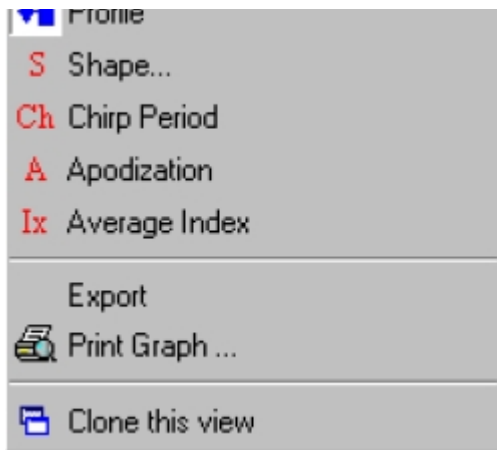 Profile
S Shape...
Ch Chirp Period
A Apodization
Ix Average Index
Export
Print Graph ...
Clone this view